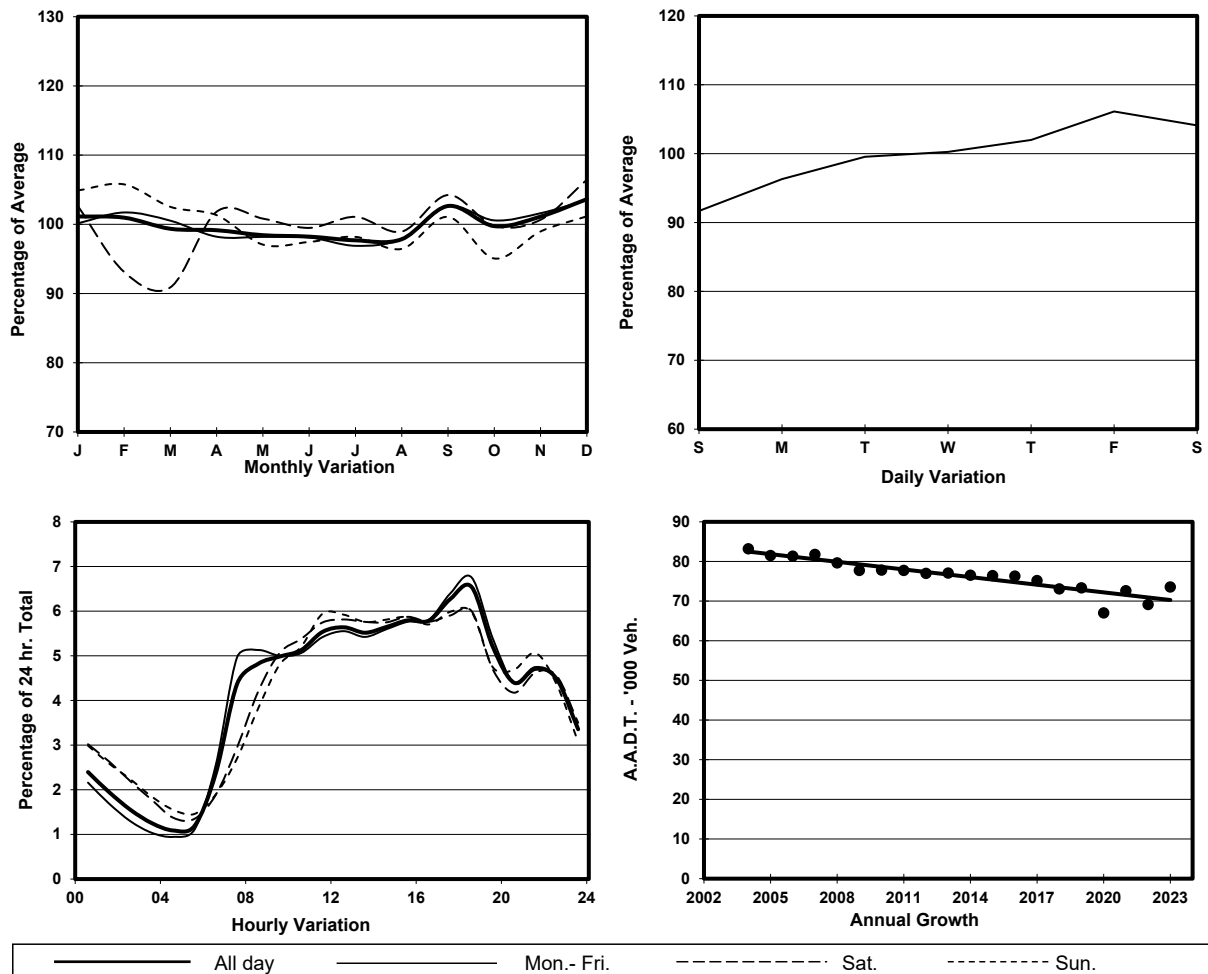 130
120
110
100
90
80
70
Percentage of Average
J F M A M J J A S O N D
Monthly Variation
120
110
100
90
80
70
60
Percentage of Average
S M T W T F S
Daily Variation
8
7
6
5
4
3
2
1
0
Percentage of 24 hr. Total
00 04 08 12 16 20 24
Hourly Variation
90
80
70
60
50
40
30
20
10
0
A.A.D.T. - '000 Veh.
2002 2005 2008 2011 2014 2017 2020 2023
Annual Growth
All day Mon.- Fri. Sat. Sun.